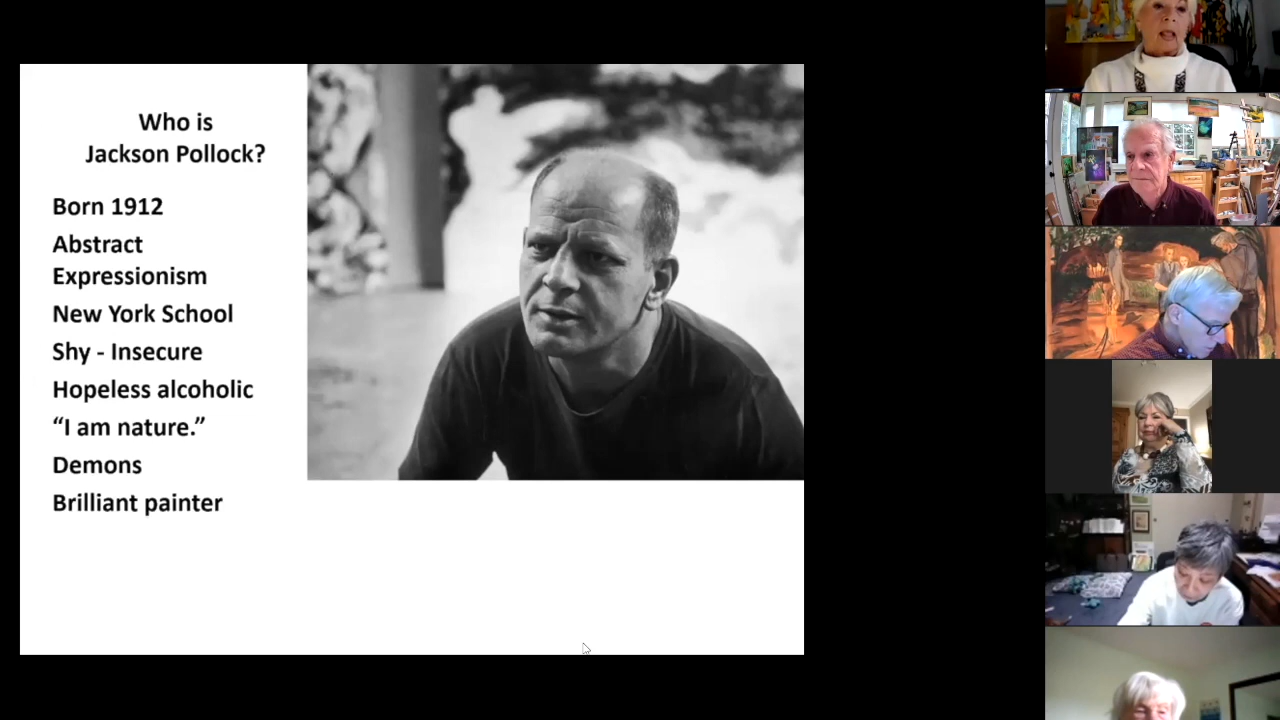 Who is
Jackson Pollock?
Born 1912
Abstract
Expressionism
New York School
Shy - Insecure
Hopeless alcoholic
“I am nature.”
Demons
Brilliant painter